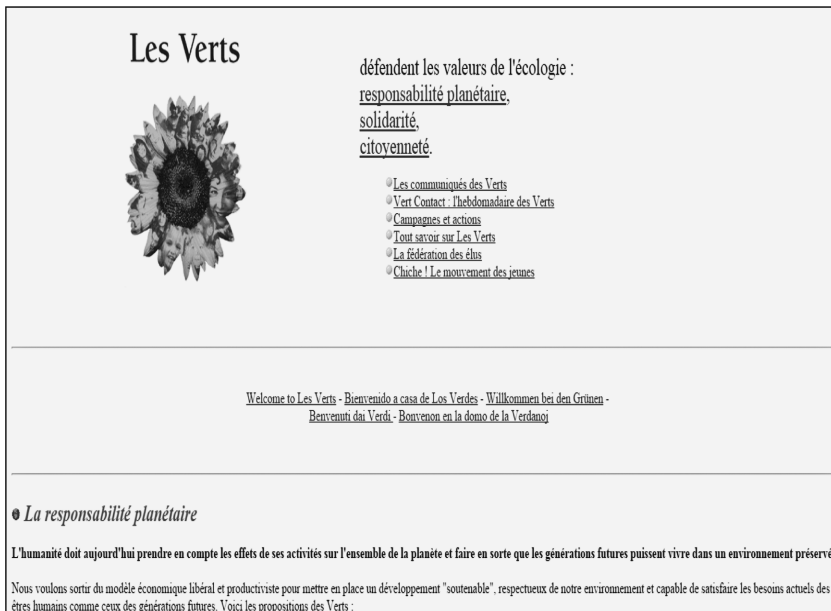 Les Verts
défendent les valeurs de l'écologie :
responsabilité planétaire,
solidarité,
citoyenneté.
Les communiqués des Verts
Vert Contact : l'hebdomadaire des Verts
Campagnes et actions
Tout savoir sur Les Verts
La fédération des élus
Chiche ! Le mouvement des jeunes
Welcome to Les Verts - Bienvenido a casa de Los Verdes - Willkommen bei den Grünen -
Benvenuti dai Verdi - Bonvenon en la domo de la Verdanoj
La responsabilité planétaire
L'humanité doit aujourd'hui prendre en compte les effets de ses activités sur l'ensemble de la planète et faire en sorte que les générations futures puissent vivre dans un environnement préservé
Nous voulons sortir du modèle économique libéral et productiviste pour mettre en place un développement "soutenable", respectueux de notre environnement et capable de satisfaire les besoins actuels des
êtres humains comme ceux des générations futures. Voici les propositions des Verts :